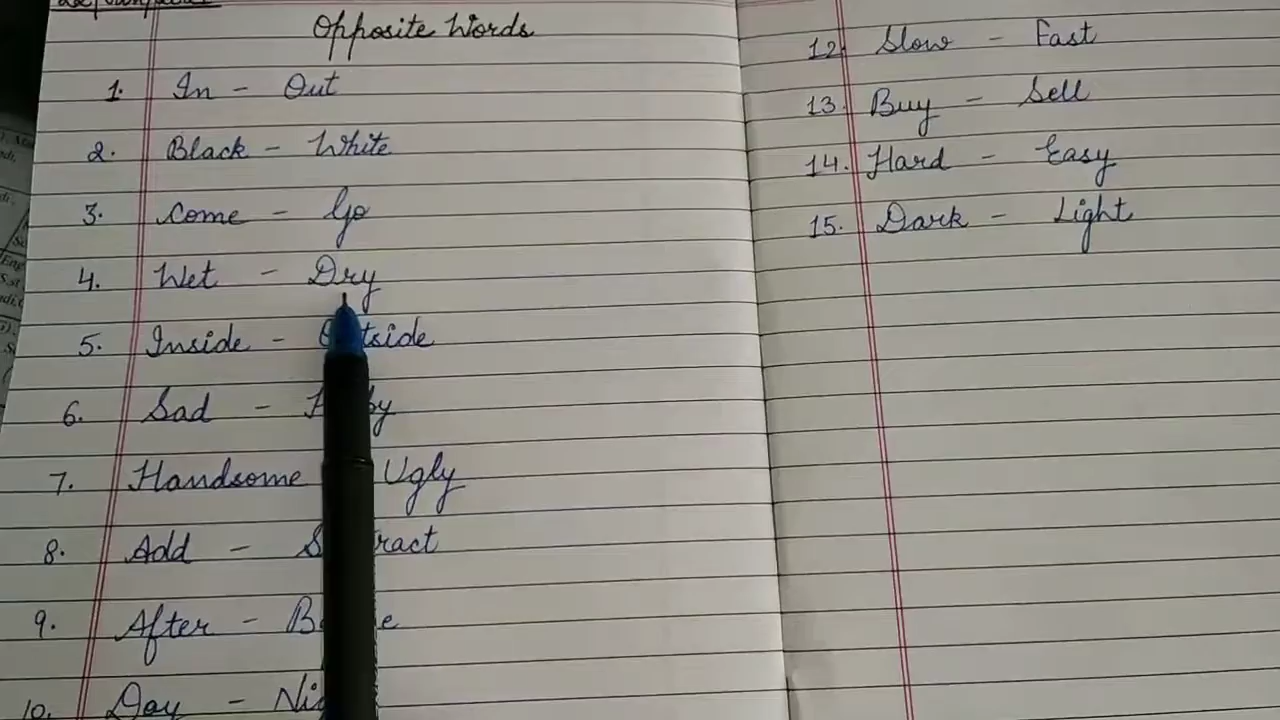 Opposite Words
1. In - Out
2. Black - White
3. Come - Go
4. Wet - Dry
5. Inside -
6. Sad -
7. Handsome Ugly
8. Add -
9. After -
10. Day -
12. Slow - Fast
13. Buy - Sell
14. Hard - Easy
15. Dark - Light